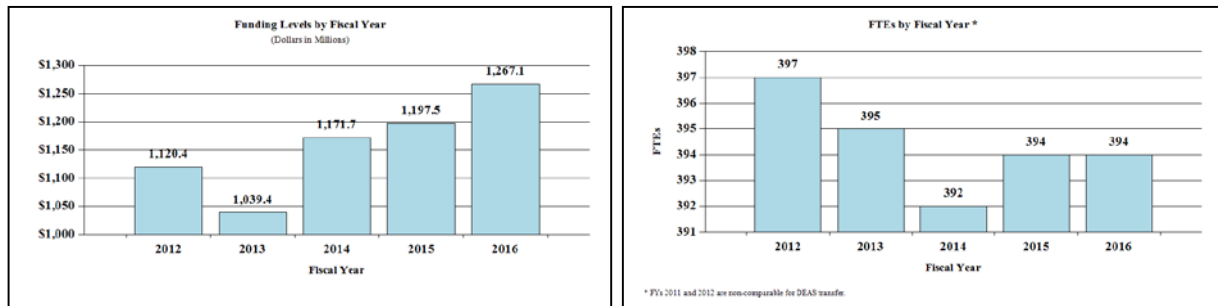 Funding Levels by Fiscal Year
(Dollars in Millions)
$1,300
$1,250
$1,200
$1,150
$1,100
$1,050
$1,000
1,120.4
1,039.4
1,171.7
1,197.5
1,267.1
2012 2013 2014 2015 2016
Fiscal Year
FTEs by Fiscal Year *
FTEs
398
397
396
395
394
393
392
391
397
395
392
394
394
2012 2013 2014 2015 2016
Fiscal Year
* FYs 2011 and 2012 are non-comparable for DEAS transfer.